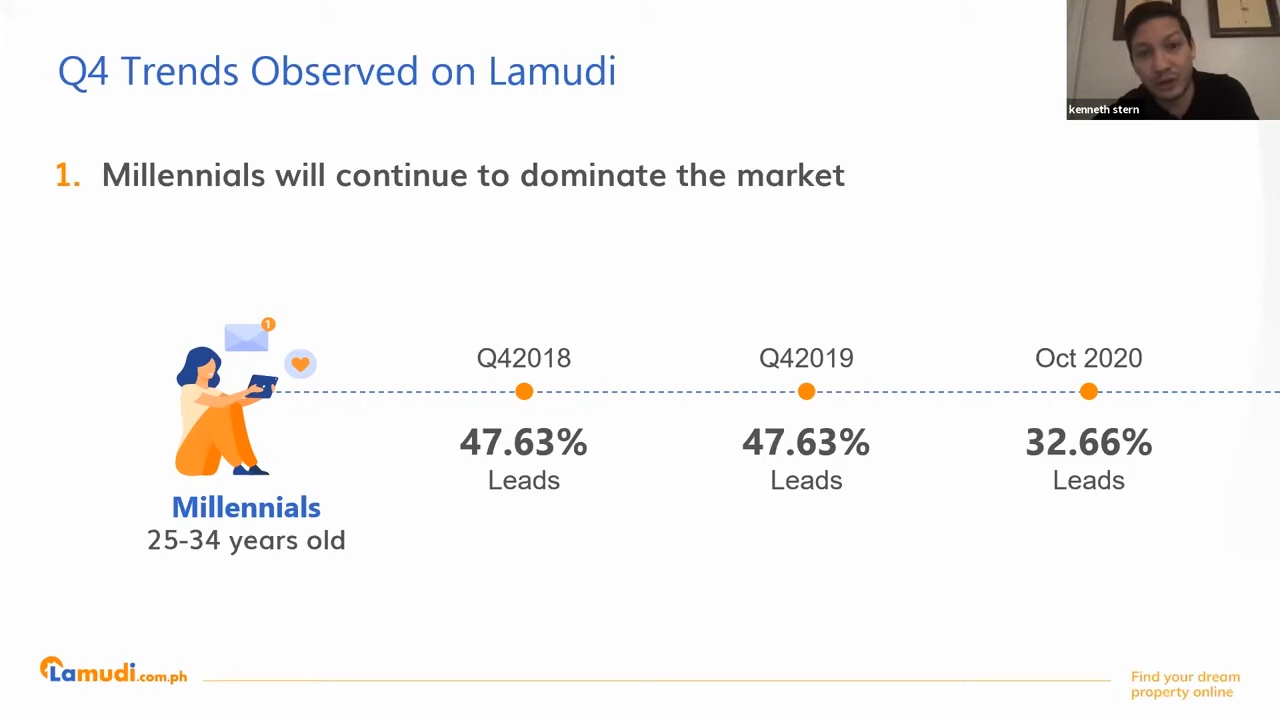 Q4 Trends Observed on Lamudi
kenneth stern
1. Millennials will continue to dominate the market
1
Q42018
Q42019
Oct 2020
47.63%
47.63%
32.66%
Leads
Leads
Leads
Millennials
25-34 years old
Lamudi.com.ph
Find your dream
property online